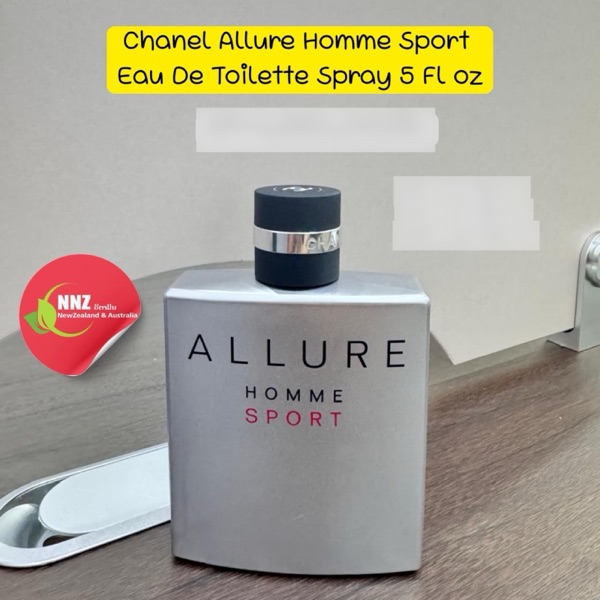 Chanel Allure Homme Sport
Eau De Toilette Spray 5 Fl oz
NNZ
NewZealand & Australia
ALLURE
HOMME
SPORT